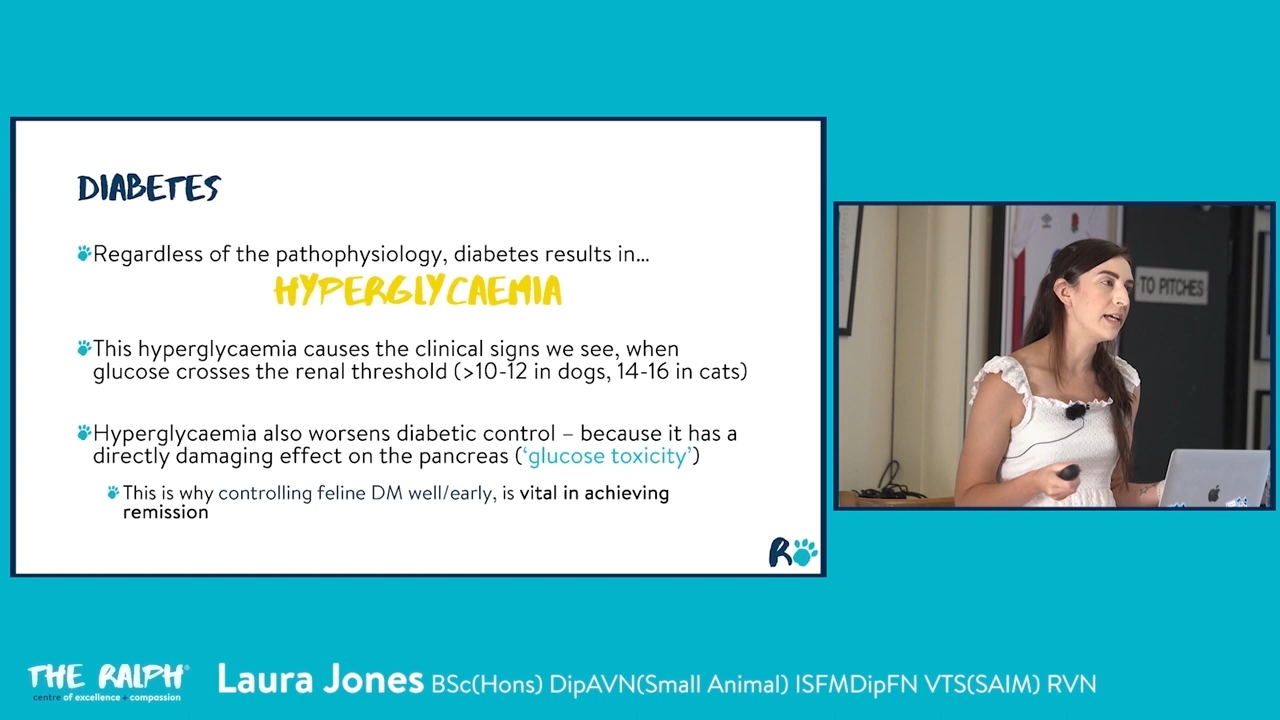 DIABETES
Regardless of the pathophysiology, diabetes results in...
HYPERGLYCAEMIA
This hyperglycaemia causes the clinical signs we see, when
glucose crosses the renal threshold (>10-12 in dogs, 14-16 in cats)
Hyperglycaemia also worsens diabetic control – because it has a
directly damaging effect on the pancreas (‘glucose toxicity’)
This is why controlling feline DM well/early, is vital in achieving
remission
R
TO PITCHES
THE RALPH®
centre of excellence + compassion
Laura Jones BSc(Hons) DipAVN(Small Animal) ISFMDipFN VTS(SAIM) RVN